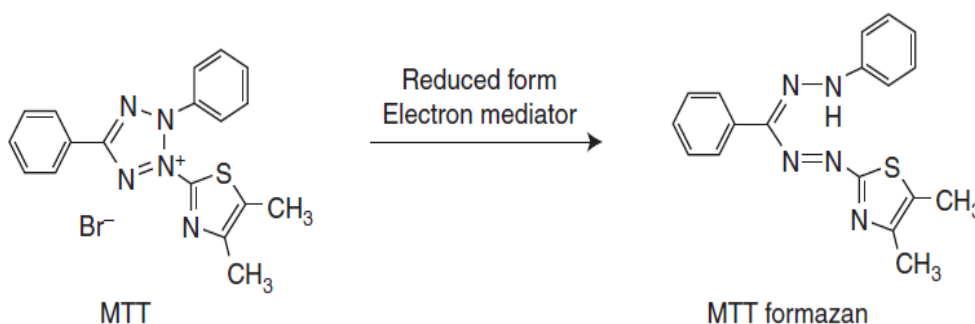 Reduced form
Electron mediator
N
N
N
N+
S
N
CH3
CH3
Br–
MTT
N
N
H
N=N
S
N
CH3
CH3
MTT formazan